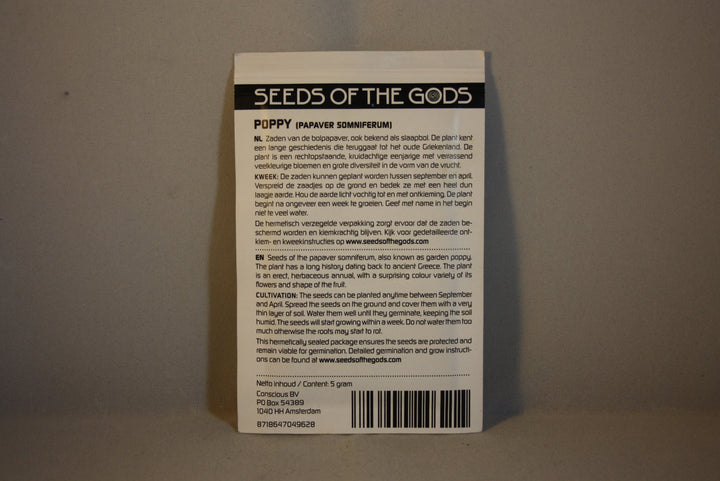 SEEDS OF THE GODS
POPPY (PAPAVER SOMNIFERUM)
NL Zaden van de bolpapaver, ook bekend als slaapbol. De plant kent
een lange geschiedenis die teruggaat tot het oude Griekenland. De
plant is een rechtopstaande, kruidachtige eenjarige met verrassend
veelkleurige bloemen en grote diversiteit in de vorm van de vrucht.
KWEEK: De zaden kunnen geplant worden tussen september en april.
Verspreid de zaadjes op de grond en bedek ze met een heel dun
laagje aarde. Hou de aarde licht vochtig tot en met ontkieming. De plant
begint na ongeveer een week te groeien. Geef met name in het begin
niet te veel water.
De hermetisch verzegelde verpakking zorgt ervoor dat de zaden be-
schermd worden en kiemkrachtig blijven. Kijk voor gedetailleerde ont-
kiem- en kweekinstructies op www.seedsofthegods.com
EN Seeds of the papaver somniferum, also known as garden poppy.
The plant has a long history dating back to ancient Greece. The plant
is an erect, herbaceous annual, with a surprising colour variety of its
flowers and shape of the fruit.
CULTIVATION: The seeds can be planted anytime between September
and April. Spread the seeds on the ground and cover them with a very
thin layer of soil. Water them well until they germinate, keeping the soil
humid. The seeds will start growing within a week. Do not water them too
much otherwise the roots may start to rot.
This hermetically sealed package ensures the seeds are protected and
remain viable for germination. Detailed germination and grow instructi-
ons can be found at www.seedsofthegods.com
Netto inhoud / Content: 5 gram
Conscious BV
PO Box 54389
1040 HH Amsterdam
8718647049628